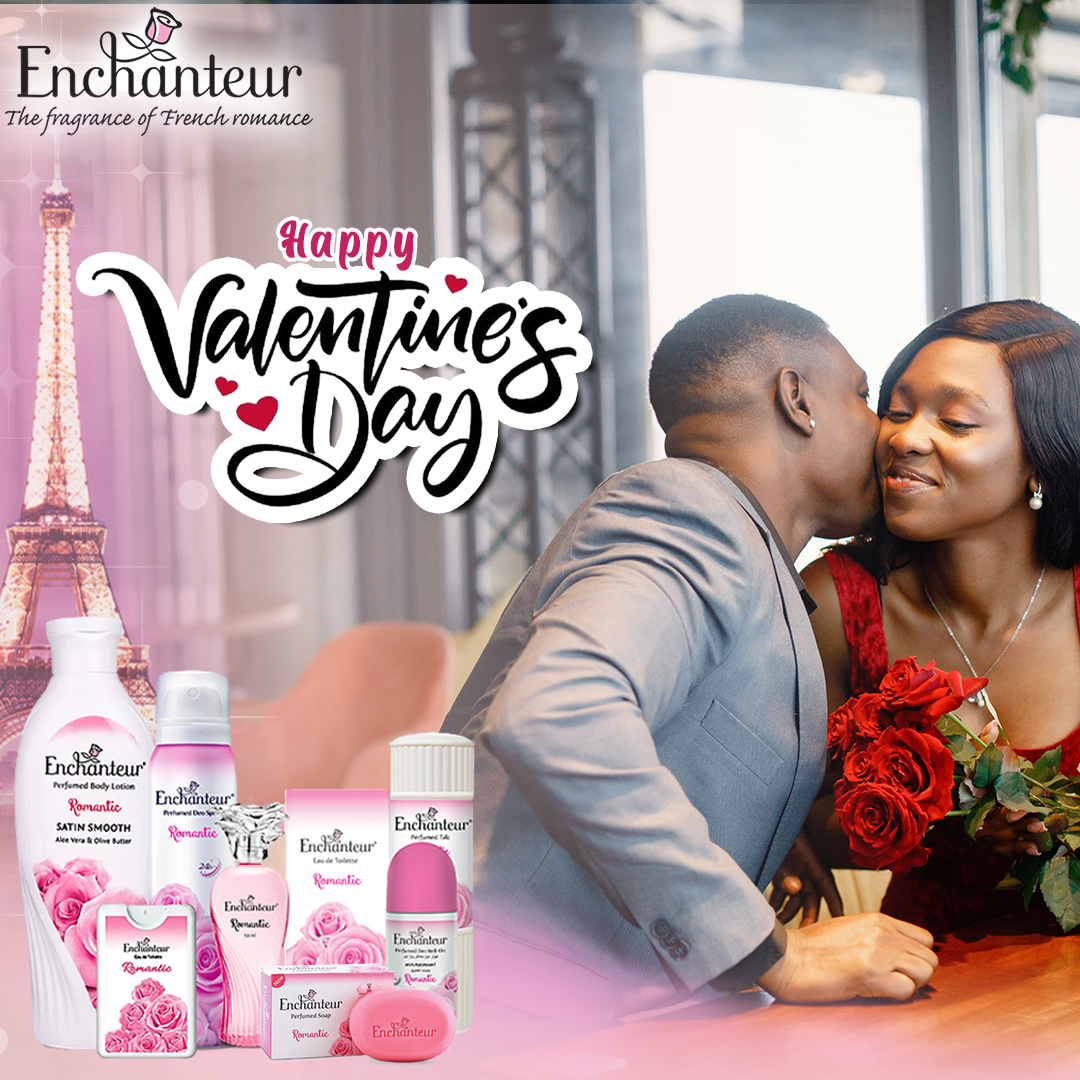 Enchanteur
The fragrance of French romance
Happy
Valentine's
Day
Enchanteur
Perfumed Body Lotion
Romantic
SATIN SMOOTH
Aloe Vera & Olive Butter
Enchanteur
Perfumed Deo
Romantic
24h
Enchanteur
Romantic
50 ml
Enchanteur
Eau de Toilette
Romantic
Enchanteur
Perfumed Talc
Enchanteur
Perfumed Deo Roll-On
Romantic
Enchanteur
Eau de Toilette
Romantic
Enchanteur
Perfumed Soap
Romantic
Enchanteur